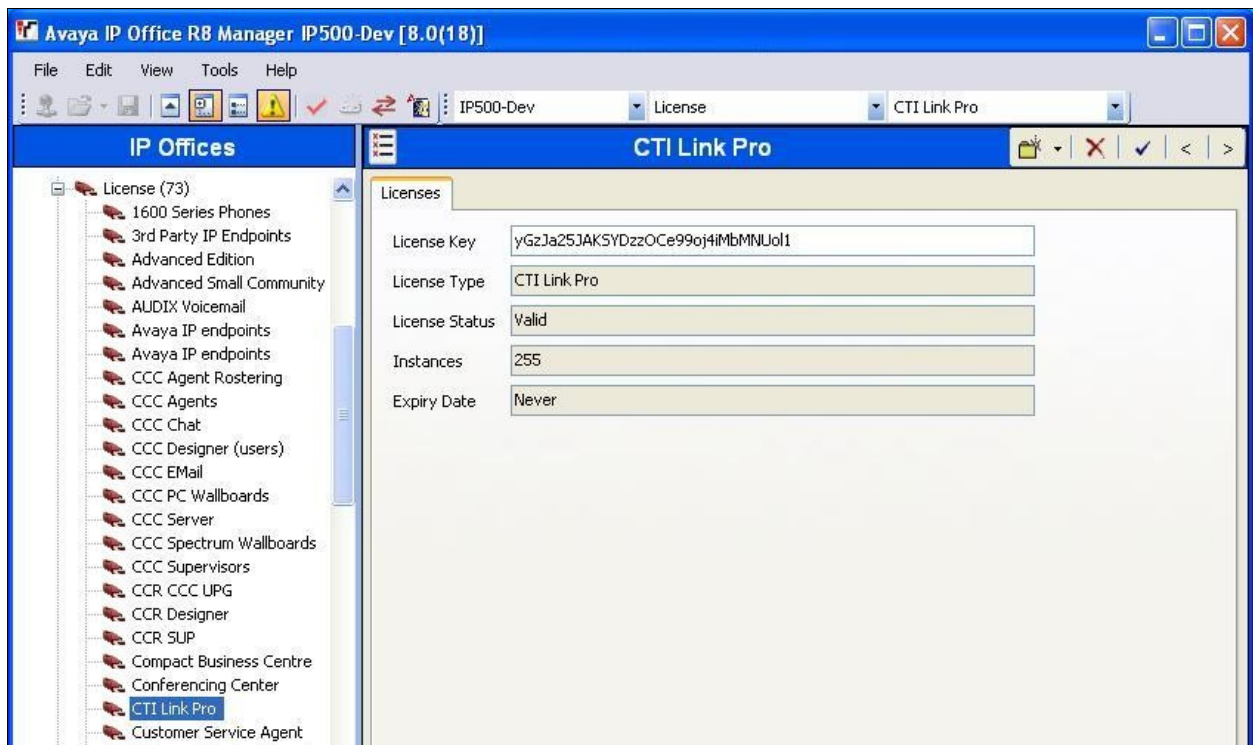 Avaya IP Office R8 Manager IP500-Dev [8.0(18)]
File Edit View Tools Help
IP500-Dev License CTI Link Pro
IP Offices
License (73)
1600 Series Phones
3rd Party IP Endpoints
Advanced Edition
Advanced Small Community
AUDIX Voicemail
Avaya IP endpoints
Avaya IP endpoints
CCC Agent Rostering
CCC Agents
CCC Chat
CCC Designer (users)
CCC EMail
CCC PC Wallboards
CCC Server
CCC Spectrum Wallboards
CCC Supervisors
CCR CCC UPG
CCR Designer
CCR SUP
Compact Business Centre
Conferencing Center
CTI Link Pro
Customer Service Agent
CTI Link Pro
Licenses
License Key yGzJa25JAKSYDzzOCe99oj4iMbMNUol1
License Type CTI Link Pro
License Status Valid
Instances 255
Expiry Date Never